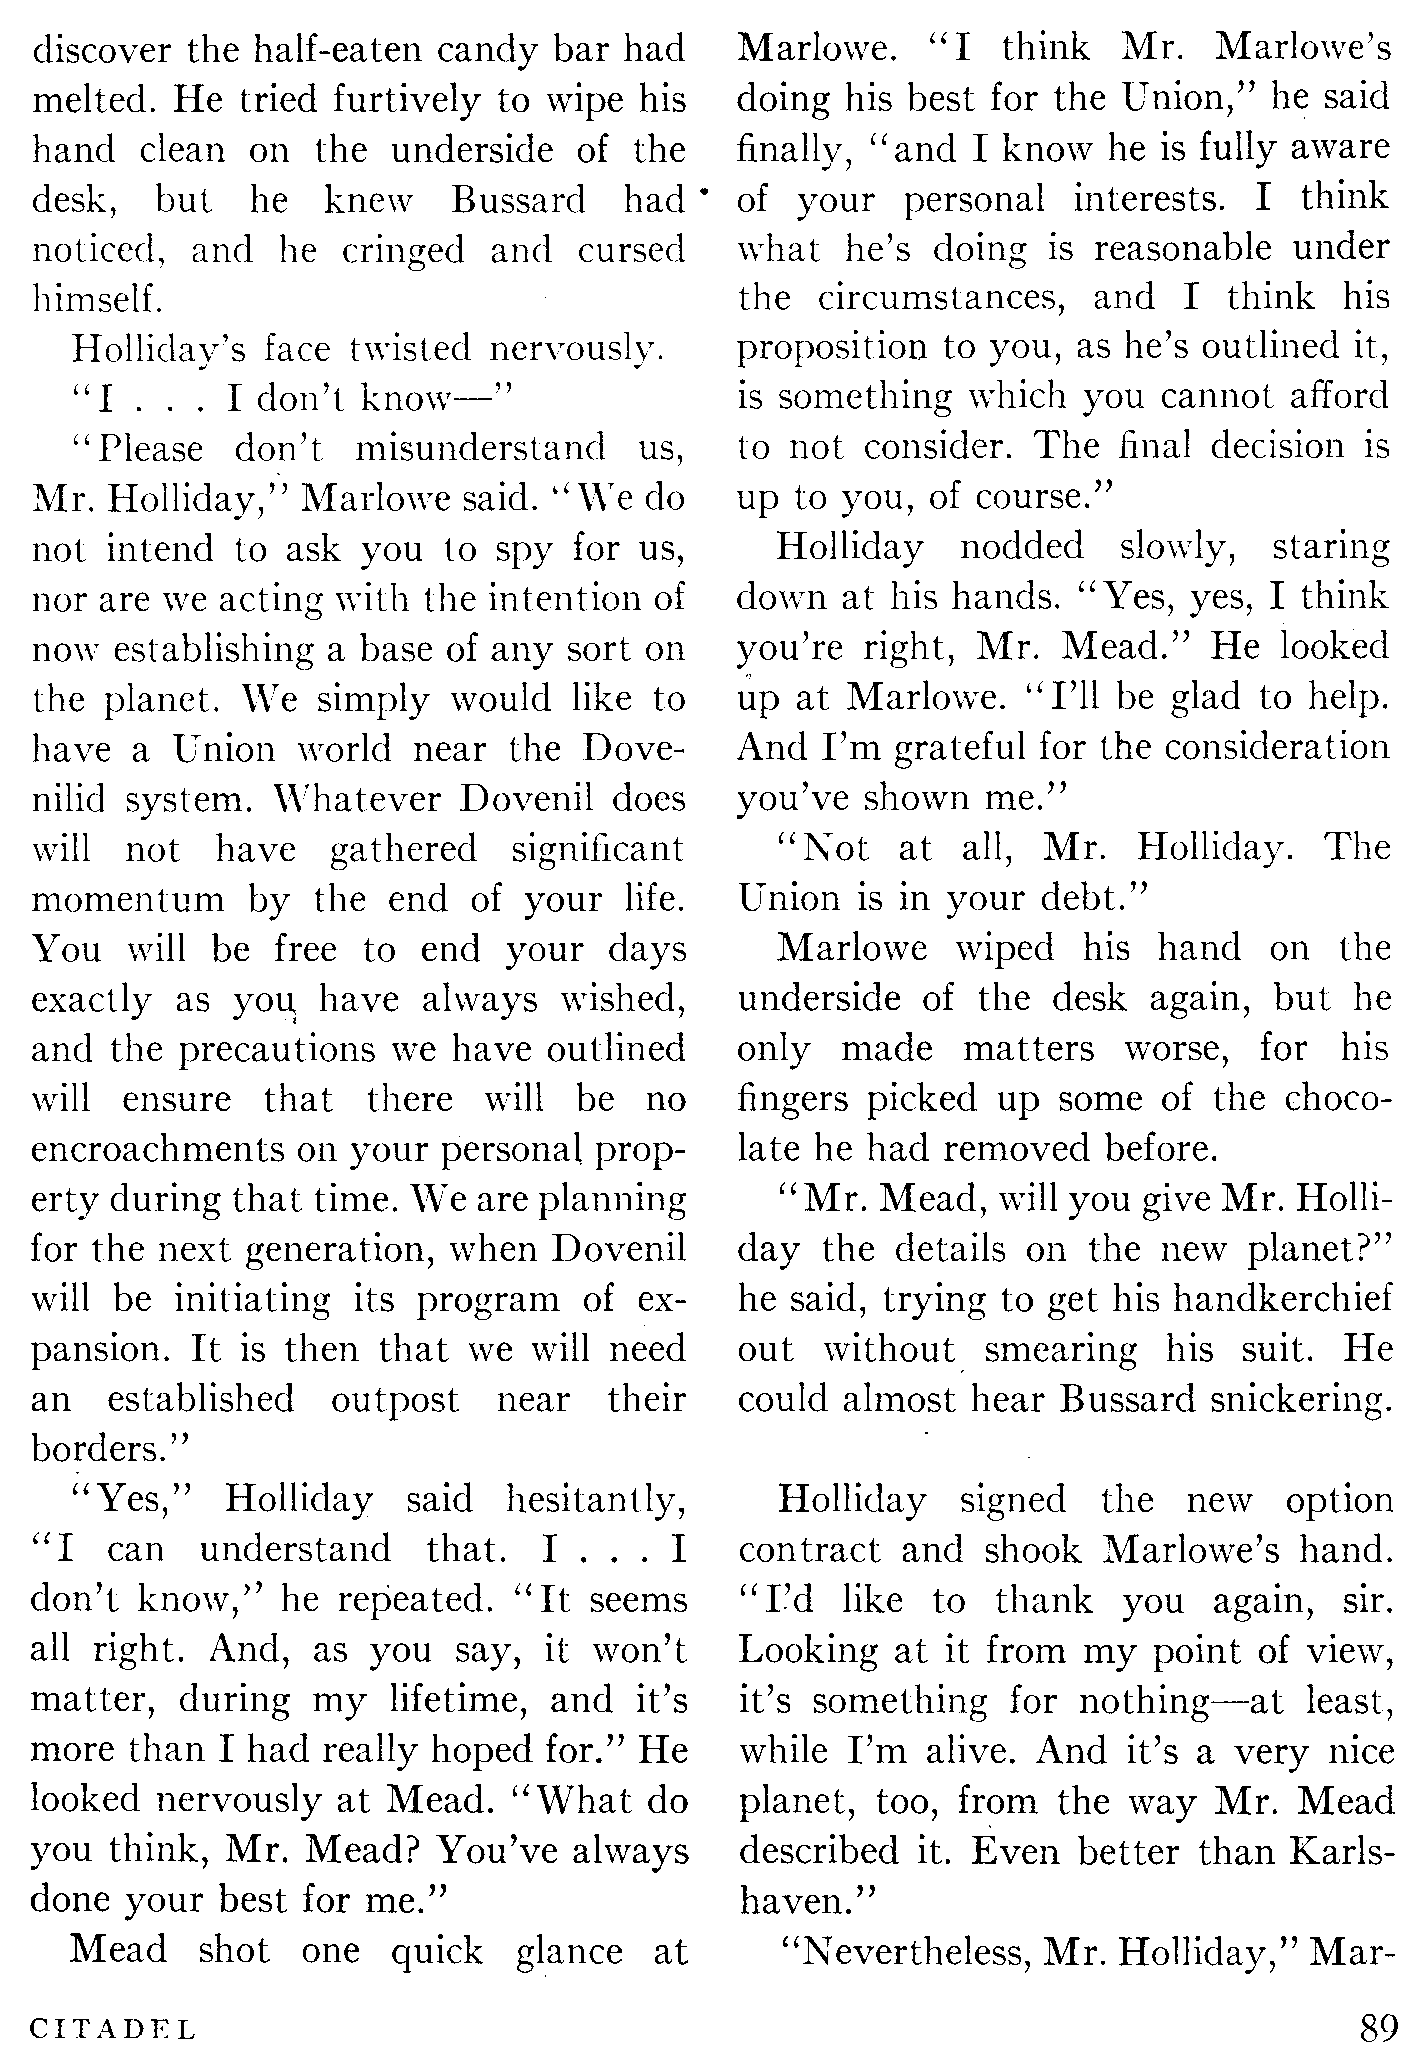 discover the half-eaten candy bar had
melted. He tried furtively to wipe his
hand clean on the underside of the
desk, but he knew Bussard had
noticed, and he cringed and cursed
himself.
Holliday's face twisted nervously.
"I . . . I don't know—"
"Please don't misunderstand us,
Mr. Holliday," Marlowe said. "We do
not intend to ask you to spy for us,
nor are we acting with the intention of
now establishing a base of any sort on
the planet. We simply would like to
have a Union world near the Dove-
nilid system. Whatever Dovenil does
will not have gathered significant
momentum by the end of your life.
You will be free to end your days
exactly as you have always wished,
and the precautions we have outlined
will ensure that there will be no
encroachments on your personal prop-
erty during that time. We are planning
for the next generation, when Dovenil
will be initiating its program of ex-
pansion. It is then that we will need
an established outpost near their
borders."
"Yes," Holliday said hesitantly,
"I can understand that. I . . . I
don't know," he repeated. "It seems
all right. And, as you say, it won't
matter, during my lifetime, and it's
more than I had really hoped for." He
looked nervously at Mead. "What do
you think, Mr. Mead? You've always
done your best for me."
Mead shot one quick glance at
Marlowe. "I think Mr. Marlowe's
doing his best for the Union," he said
finally, "and I know he is fully aware
of your personal interests. I think
what he's doing is reasonable under
the circumstances, and I think his
proposition to you, as he's outlined it,
is something which you cannot afford
to not consider. The final decision is
up to you, of course."
Holliday nodded slowly, staring
down at his hands. "Yes, yes, I think
you're right, Mr. Mead." He looked
up at Marlowe. "I'll be glad to help.
And I'm grateful for the consideration
you've shown me."
"Not at all, Mr. Holliday. The
Union is in your debt."
Marlowe wiped his hand on the
underside of the desk again, but he
only made matters worse, for his
fingers picked up some of the choco-
late he had removed before.
"Mr. Mead, will you give Mr. Holli-
day the details on the new planet?"
he said, trying to get his handkerchief
out without smearing his suit. He
could almost hear Bussard snickering.
Holliday signed the new option
contract and shook Marlowe's hand.
"I'd like to thank you again, sir.
Looking at it from my point of view,
it's something for nothing—at least,
while I'm alive. And it's a very nice
planet, too, from the way Mr. Mead
described it. Even better than Karls-
haven."
"Nevertheless, Mr. Holliday," Mar-
CITADEL 89